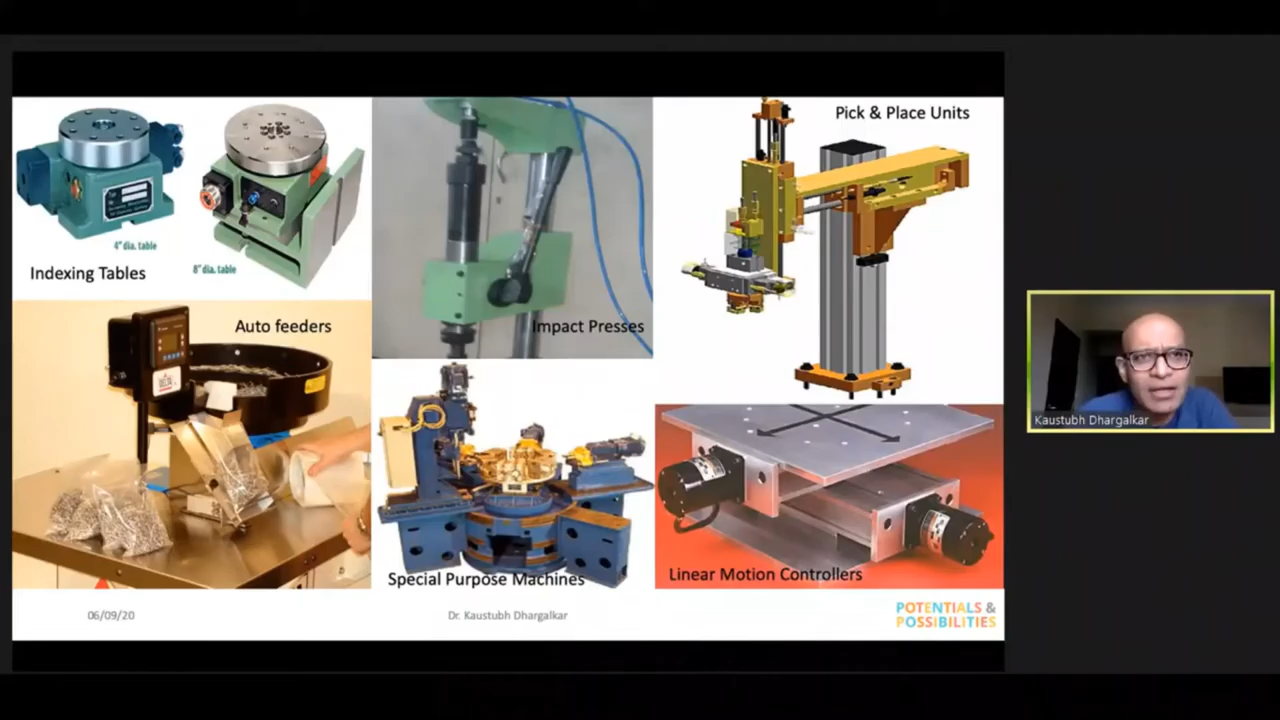 Pick & Place Units
4" dia. table
8" dia. table
Indexing Tables
Auto feeders
Impact Presses
DELTA
Special Purpose Machines
Linear Motion Controllers
06/09/20
Dr. Kaustubh Dhargalkar
POTENTIALS &
POSSIBILITIES
Kaustubh Dhargalkar